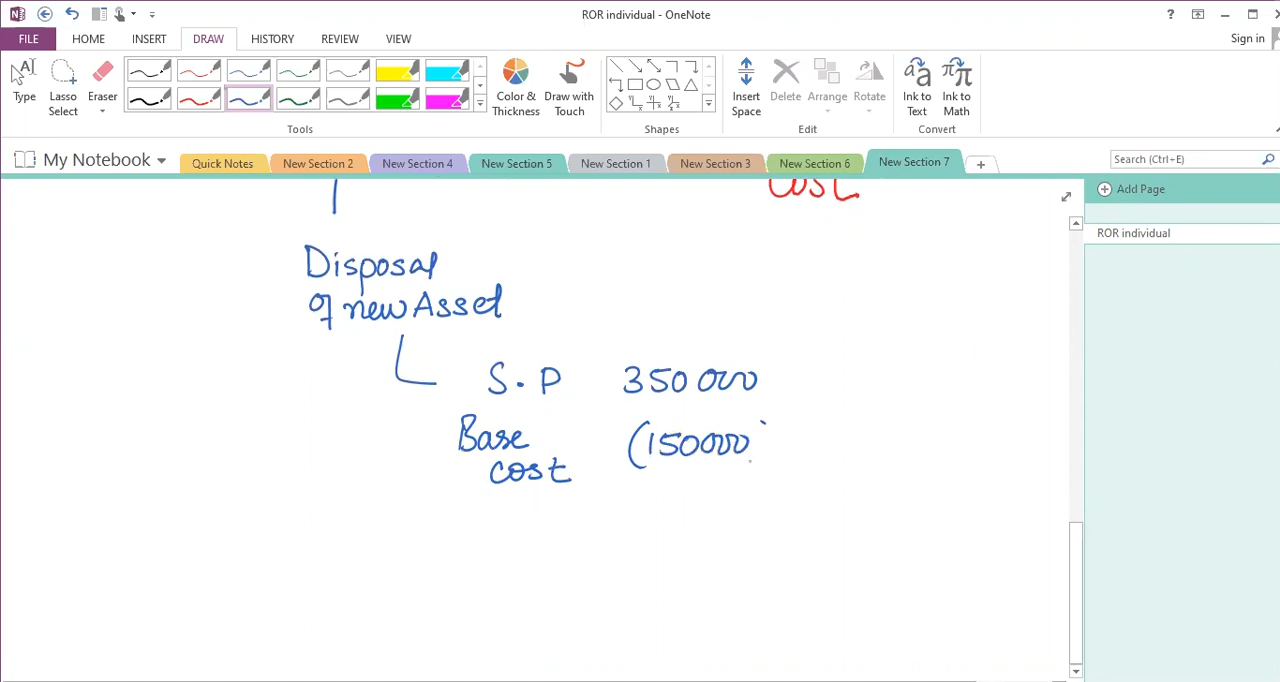 ROR individual - OneNote
Sign in
FILE HOME INSERT DRAW HISTORY REVIEW VIEW
Type Lasso Select Eraser Color & Thickness Draw with Touch Insert Space Delete Arrange Rotate Ink to Text Ink to Math
Tools Shapes Edit Convert
My Notebook Quick Notes New Section 2 New Section 4 New Section 5 New Section 1 New Section 3 New Section 6 New Section 7
Search (Ctrl+E)
Add Page
ROR individual
cost
Disposal
of new Asset
S.P 350000
Base (150000
cost